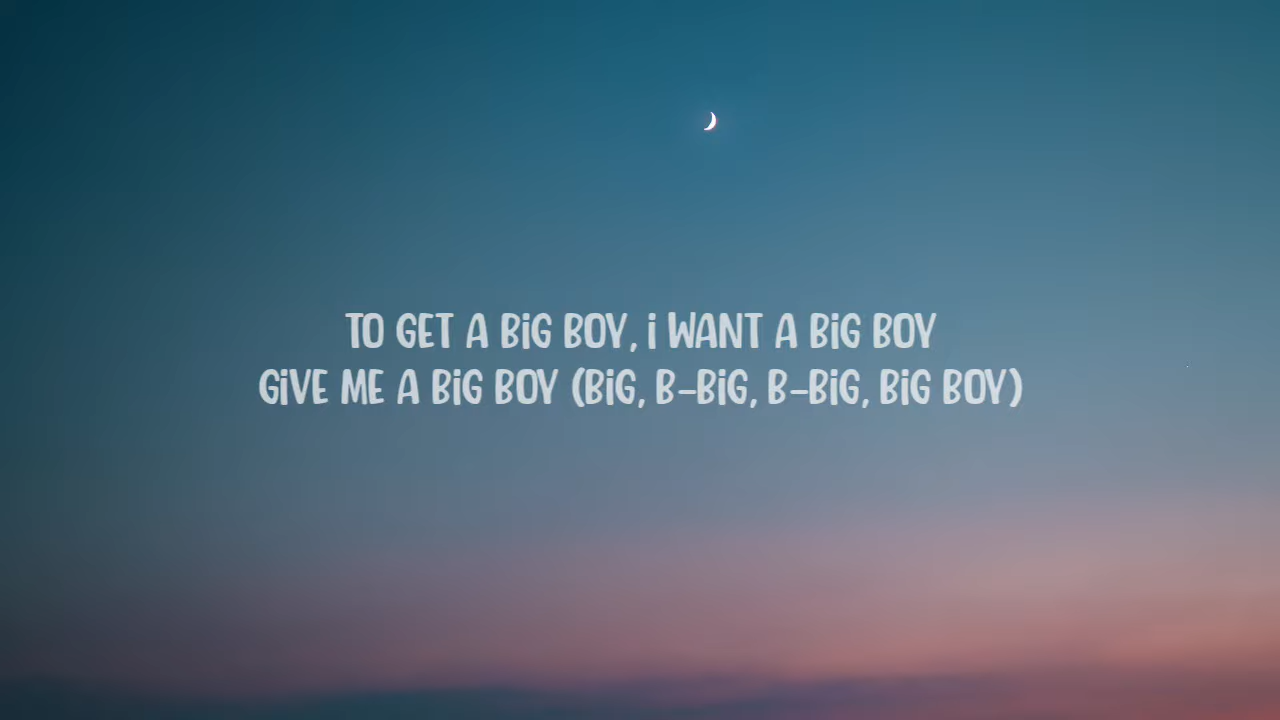 TO GET A BiG BOY, i WANT A BiG BOY
GiVE ME A BiG BOY (BiG, B-BiG, B-BiG, BiG BOY)